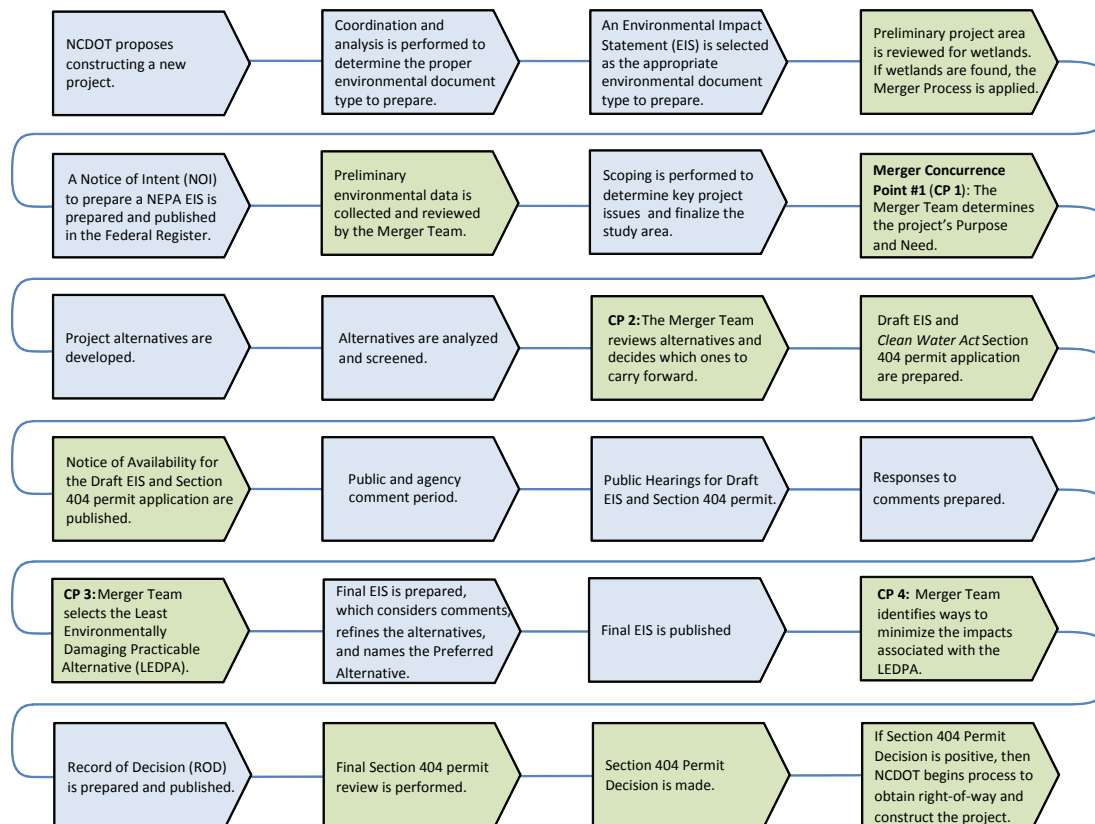 NCDOT proposes
constructing a new
project.
Coordination and
analysis is performed to
determine the proper
environmental document
type to prepare.
An Environmental Impact
Statement (EIS) is selected
as the appropriate
environmental document
type to prepare.
Preliminary project area
is reviewed for wetlands.
If wetlands are found, the
Merger Process is applied.
A Notice of Intent (NOI)
to prepare a NEPA EIS is
prepared and published
in the Federal Register.
Preliminary
environmental data is
collected and reviewed
by the Merger Team.
Scoping is performed to
determine key project
issues and finalize the
study area.
Merger Concurrence
Point #1 (CP 1): The
Merger Team determines
the project's Purpose
and Need.
Project alternatives are
developed.
Alternatives are analyzed
and screened.
CP 2: The Merger Team
reviews alternatives and
decides which ones to
carry forward.
Draft EIS and
Clean Water Act Section
404 permit application
are prepared.
Notice of Availability for
the Draft EIS and Section
404 permit application are
published.
Public and agency
comment period.
Public Hearings for Draft
EIS and Section 404 permit.
Responses to
comments prepared.
CP 3: Merger Team
selects the Least
Environmentally
Damaging Practicable
Alternative (LEDPA).
Final EIS is prepared,
which considers comments,
refines the alternatives,
and names the Preferred
Alternative.
Final EIS is published
CP 4: Merger Team
identifies ways to
minimize the impacts
associated with the
LEDPA.
Record of Decision (ROD)
is prepared and published.
Final Section 404 permit
review is performed.
Section 404 Permit
Decision is made.
If Section 404 Permit
Decision is positive, then
NCDOT begins process to
obtain right-of-way and
construct the project.